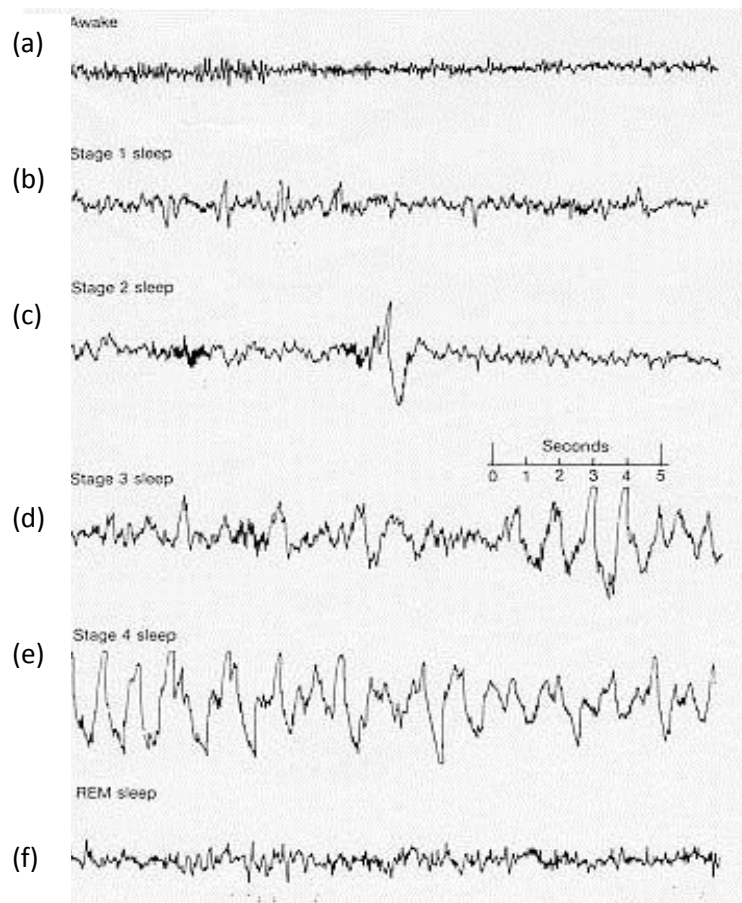 Awake
(a)
Stage 1 sleep
(b)
Stage 2 sleep
(c)
Seconds
0 1 2 3 4 5
Stage 3 sleep
(d)
Stage 4 sleep
(e)
REM sleep
(f)